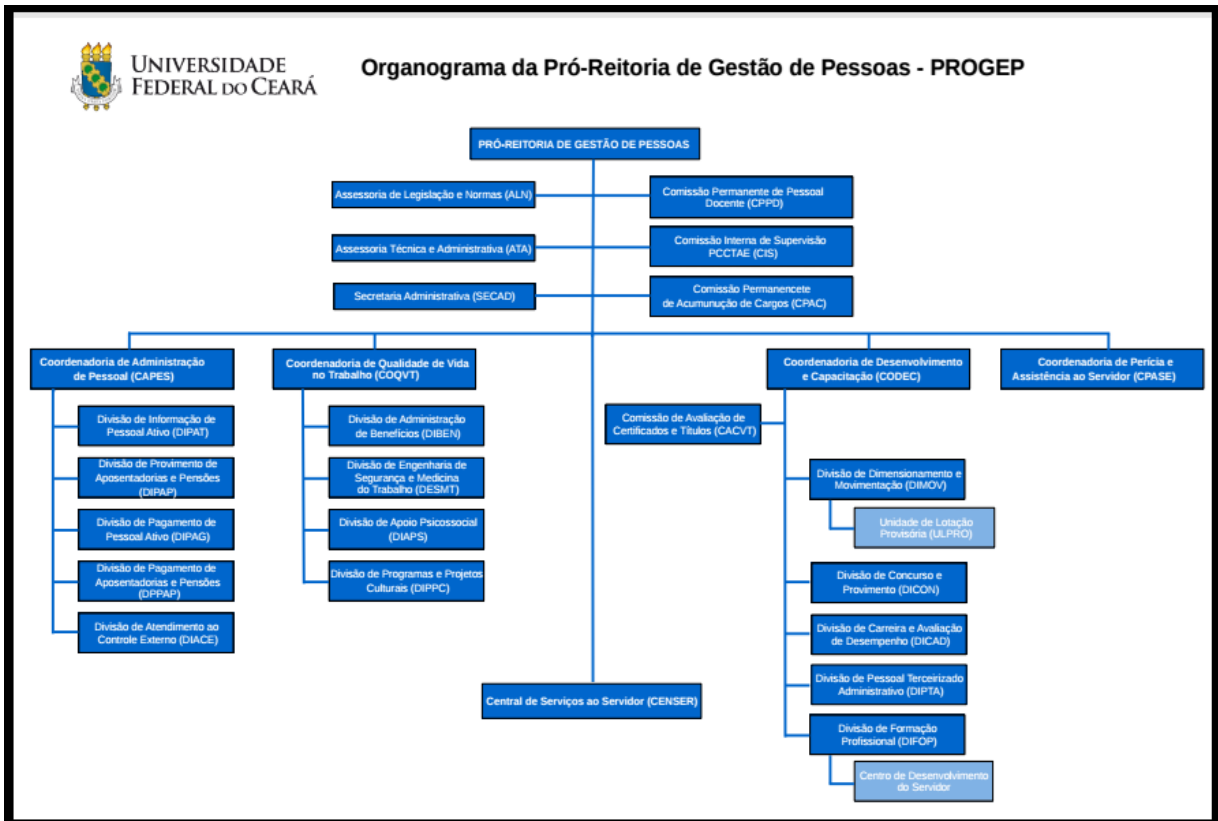 UNIVERSIDADE
FEDERAL DO CEARÁ
Organograma da Pró-Reitoria de Gestão de Pessoas - PROGEP
PRÓ-REITORIA DE GESTÃO DE PESSOAS
Assessoria de Legislação e Normas (ALN)
Comissão Permanente de Pessoal
Docente (CPPD)
Assessoria Técnica e Administrativa (ATA)
Comissão Interna de Supervisão
PCCTAE (CIS)
Secretaria Administrativa (SECAD)
Comissão Permanencete
de Acumunução de Cargos (CPAC)
Coordenadoria de Administração
de Pessoal (CAPES)
Divisão de Informação de
Pessoal Ativo (DIPAT)
Divisão de Provimento de
Aposentadorias e Pensões
(DIPAP)
Divisão de Pagamento de
Pessoal Ativo (DIPAG)
Divisão de Pagamento de
Aposentadorias e Pensões
(DPPAP)
Divisão de Atendimento ao
Controle Externo (DIACE)
Coordenadoria de Qualidade de Vida
no Trabalho (COQVT)
Divisão de Administração
de Benefícios (DIBEN)
Divisão de Engenharia de
Segurança e Medicina
do Trabalho (DESMT)
Divisão de Apoio Psicossocial
(DIAPS)
Divisão de Programas e Projetos
Culturais (DIPPC)
Central de Serviços ao Servidor (CENSER)
Coordenadoria de Desenvolvimento
e Capacitação (CODEC)
Comissão de Avaliação de
Certificados e Títulos (CACVT)
Divisão de Dimensionamento e
Movimentação (DIMOV)
Unidade de Lotação
Provisória (ULPRO)
Divisão de Concurso e
Provimento (DICON)
Divisão de Carreira e Avaliação
de Desempenho (DICAD)
Divisão de Pessoal Terceirizado
Administrativo (DIPTA)
Divisão de Formação
Profissional (DIFOP)
Centro de Desenvolvimento
do Servidor
Coordenadoria de Perícia e
Assistência ao Servidor (CPASE)